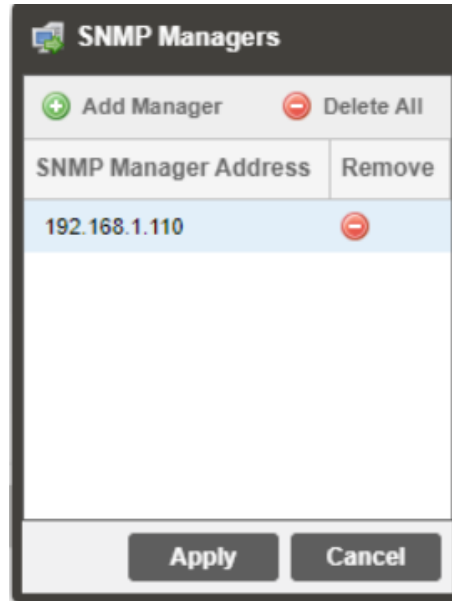 SNMP Managers
Add Manager Delete All
SNMP Manager Address Remove
192.168.1.110
Apply Cancel